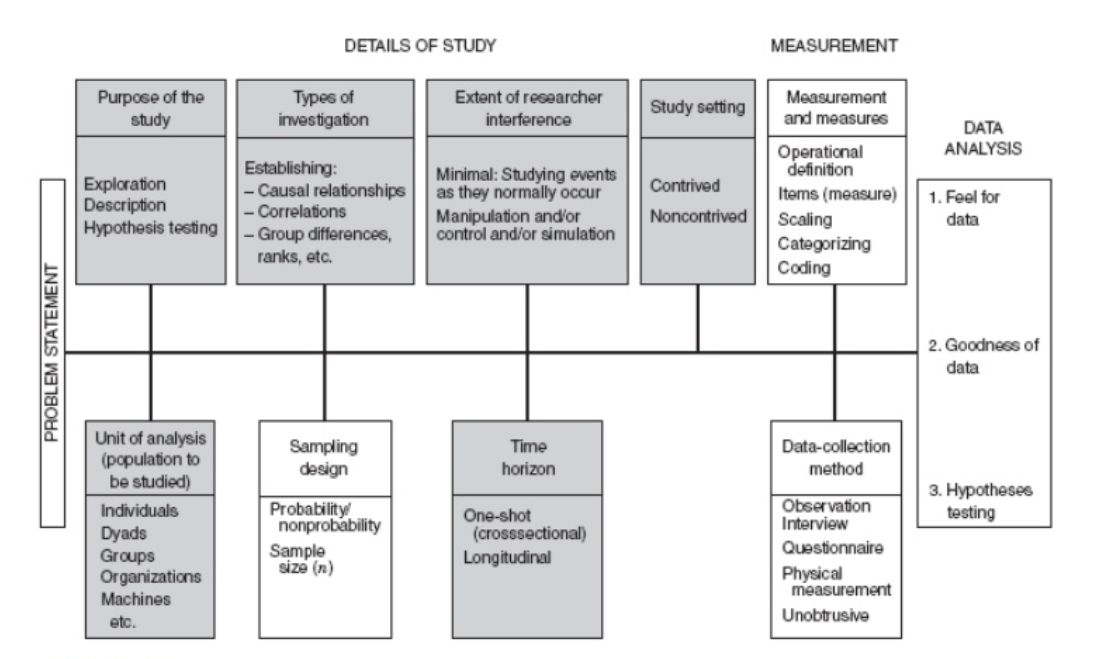 DETAILS OF STUDY
MEASUREMENT
Purpose of the
study
Exploration
Description
Hypothesis testing
Types of
investigation
Establishing:
– Causal relationships
– Correlations
– Group differences,
ranks, etc.
Extent of researcher
interference
Minimal: Studying events
as they normally occur
Manipulation and/or
control and/or simulation
Study setting
Contrived
Noncontrived
Measurement
and measures
Operational
definition
Items (measure)
Scaling
Categorizing
Coding
DATA
ANALYSIS
1. Feel for
data
2. Goodness of
data
3. Hypotheses
testing
PROBLEM STATEMENT
Unit of analysis
(population to
be studied)
Individuals
Dyads
Groups
Organizations
Machines
etc.
Sampling
design
Probability/
nonprobability
Sample
size (n)
Time
horizon
One-shot
(crosssectional)
Longitudinal
Data-collection
method
Observation
Interview
Questionnaire
Physical
measurement
Unobtrusive